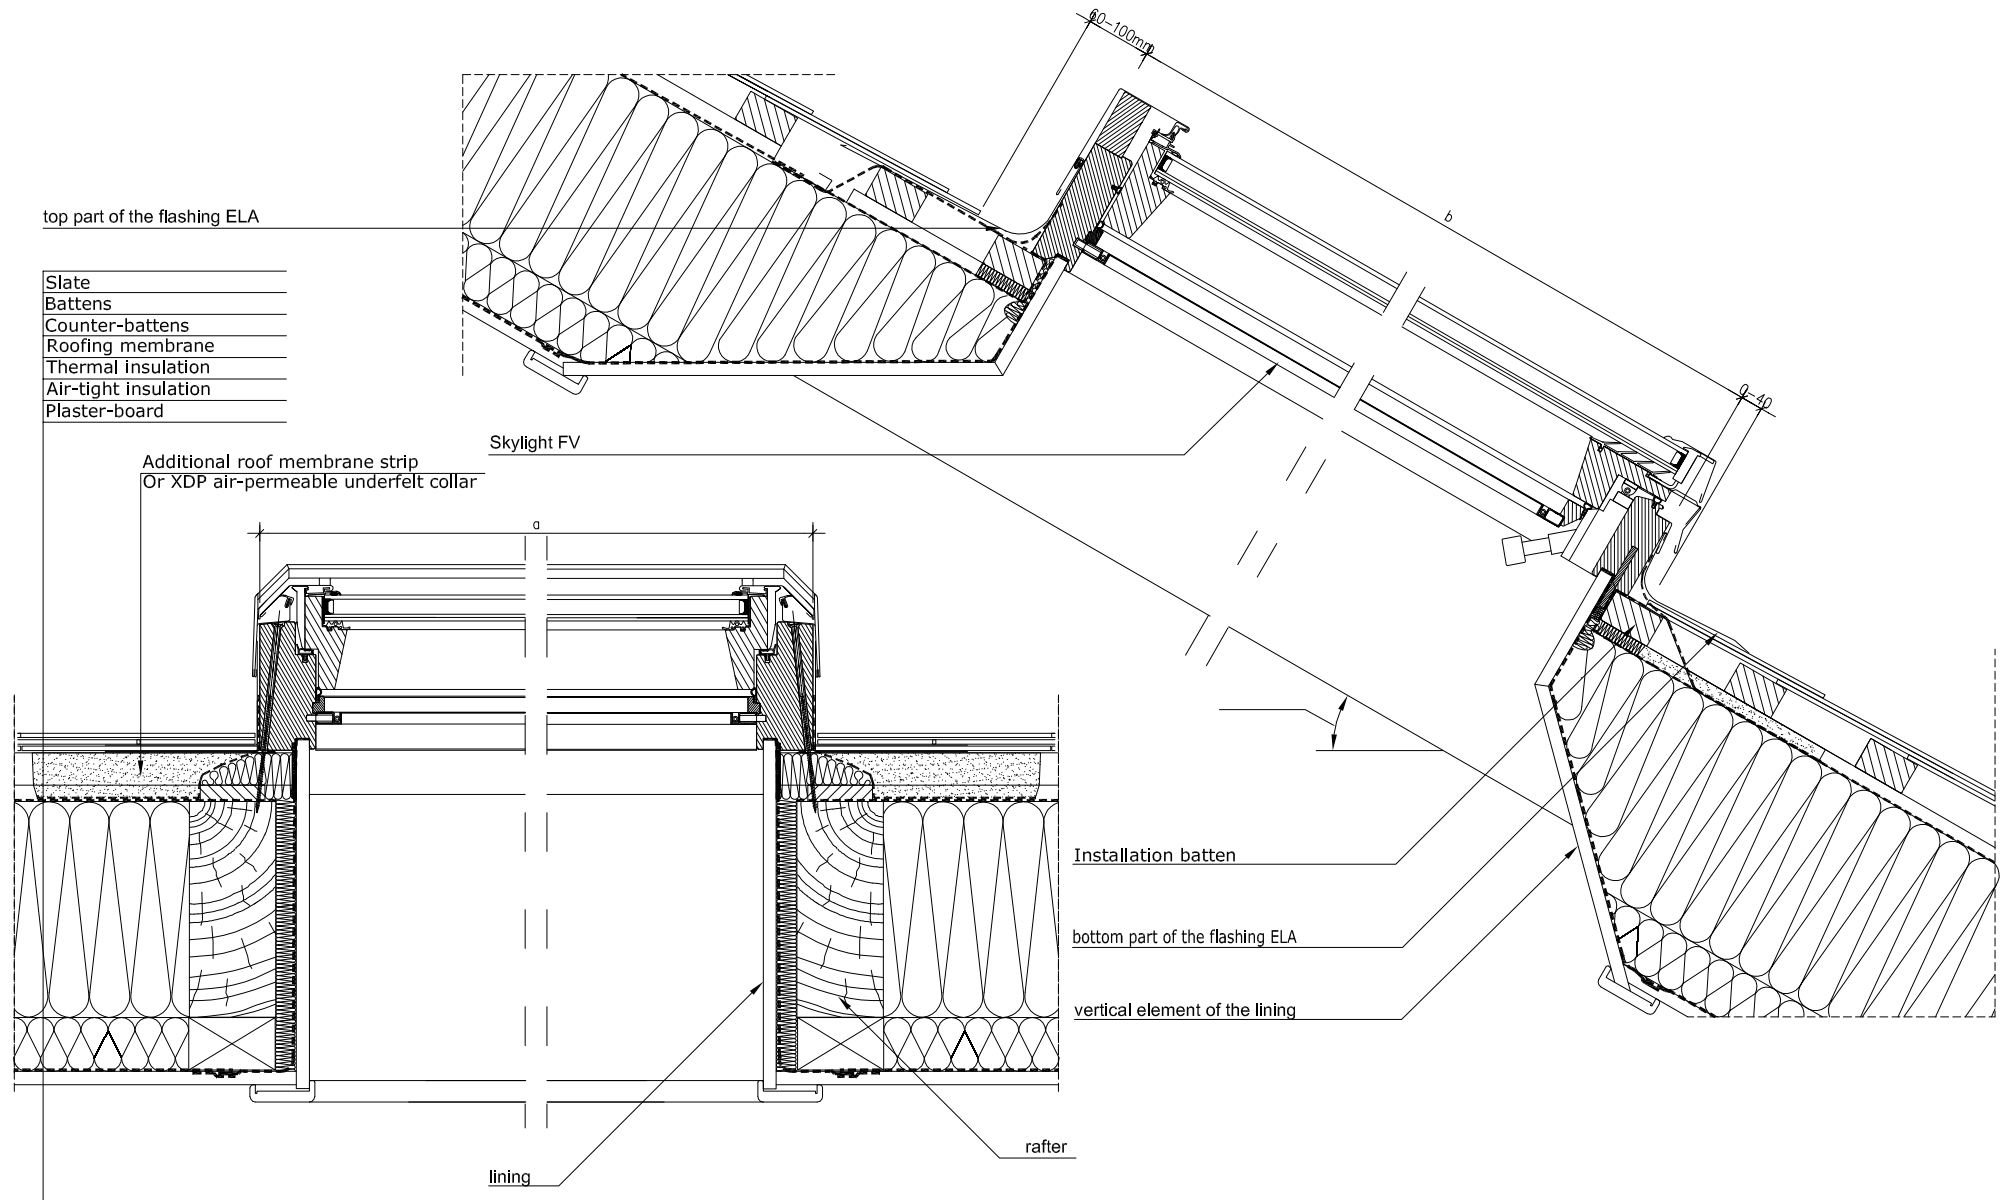 60-100mm
top part of the flashing ELA
b
Slate
Battens
Counter-battens
Roofing membrane
Thermal insulation
Air-tight insulation
Plaster-board
0-40
Skylight FV
Additional roof membrane strip
Or XDP air-permeable underfelt collar
a
Installation batten
bottom part of the flashing ELA
vertical element of the lining
rafter
lining